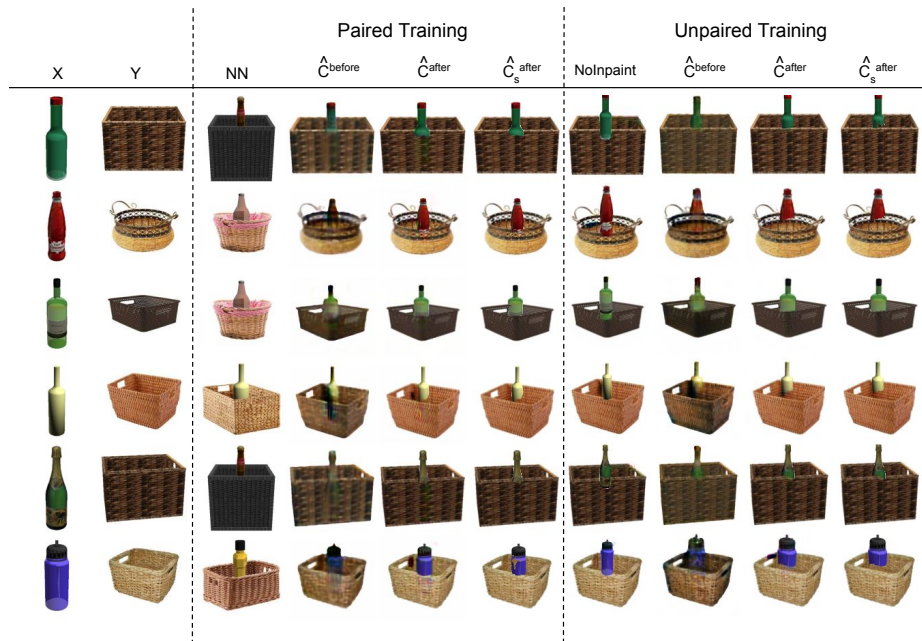 Paired Training
Unpaired Training
X Y NN Ĉbefore Ĉafter Ĉsafter NoInpaint Ĉbefore Ĉafter Ĉsafter